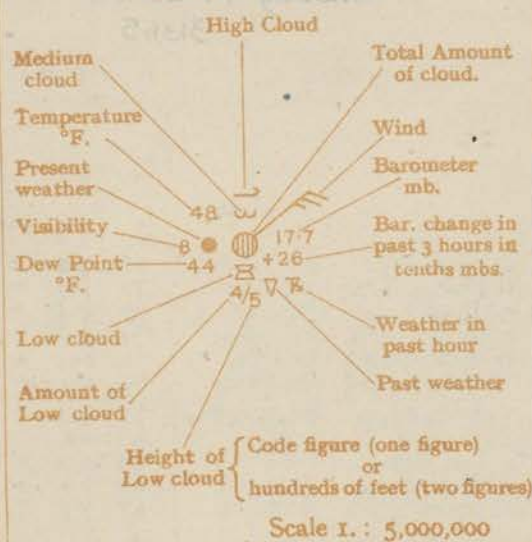 High Cloud
Medium
cloud
Total Amount
of cloud.
Temperature
°F.
Wind
Present
weather
Barometer
mb.
48
Visibility
8
17.7
Bar. change in
past 3 hours in
tenths mbs.
+26
Dew Point
°F.
44
4/5
Low cloud
Weather in
past hour
Amount of
Low cloud
Past weather
Height of
Low cloud
Code figure (one figure)
or
hundreds of feet (two figures)
Scale 1. : 5,000,000